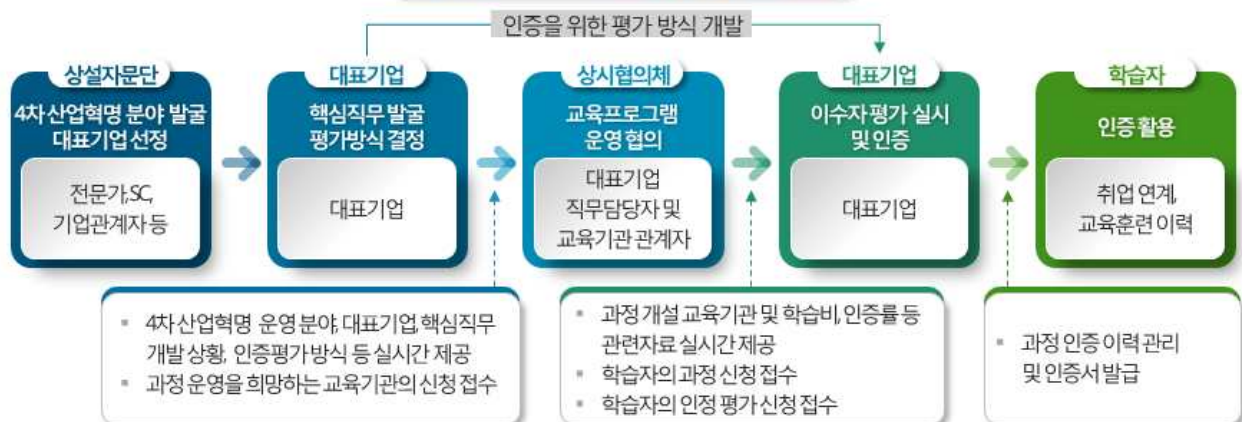 인증을 위한 평가 방식 개발
상설자문단
4차 산업혁명 분야 발굴
대표기업 선정
전문가,SC,
기업관계자 등
대표기업
핵심직무 발굴
평가방식 결정
대표기업
상시협의체
교육프로그램
운영 협의
대표기업
직무담당자 및
교육기관 관계자
대표기업
이수자 평가 실시
및 인증
대표기업
학습자
인증 활용
취업 연계,
교육훈련 이력
▪ 4차 산업혁명 운영 분야, 대표기업, 핵심직무
개발 상황, 인증평가 방식 등 실시간 제공
▪ 과정 운영을 희망하는 교육기관의 신청 접수
▪ 과정 개설 교육기관 및 학습비, 인증률 등
관련자료 실시간 제공
▪ 학습자의 과정 신청 접수
▪ 학습자의 인정 평가 신청 접수
▪ 과정 인증 이력 관리
및 인증서 발급